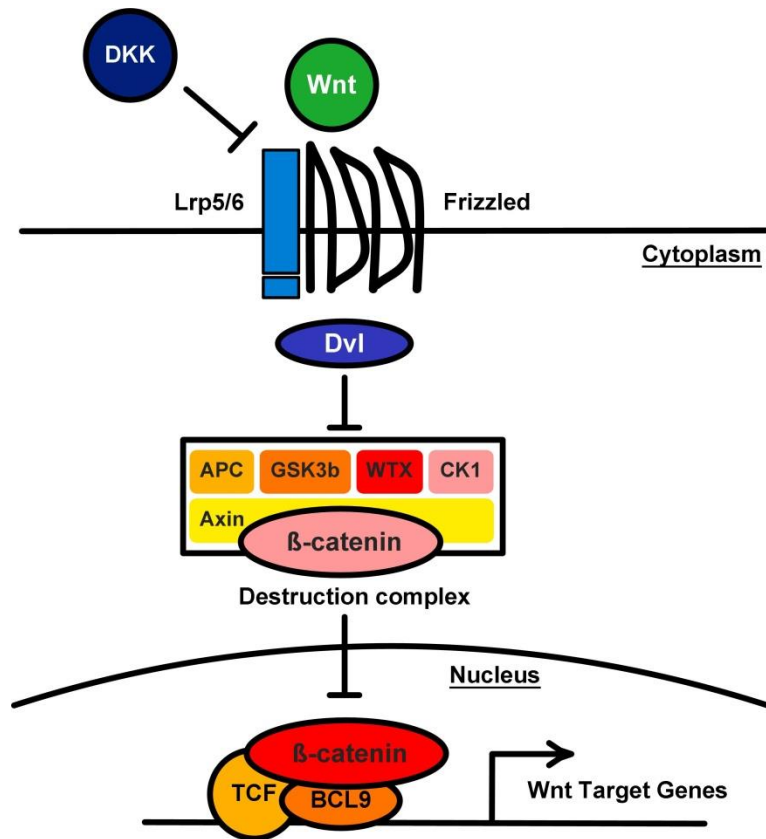 DKK
Wnt
Lrp5/6
Frizzled
Cytoplasm
Dvl
APC GSK3b WTX CK1
Axin
ß-catenin
Destruction complex
Nucleus
ß-catenin
TCF BCL9
Wnt Target Genes